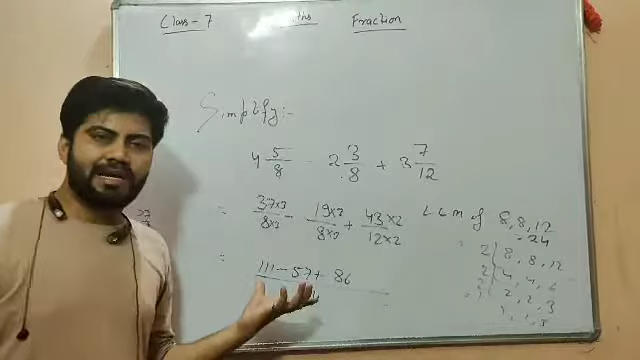 Class-7 Maths Fraction
Simplify:-
4 5/8 - 2 3/8 + 3 7/12
= 37×3/8×3 - 19×3/8×3 + 43×2/12×2
LCM of 8,8,12
= 24
= 111 - 57 + 86
2 | 8, 8, 12
2 | 4, 4, 6
2, 2, 3